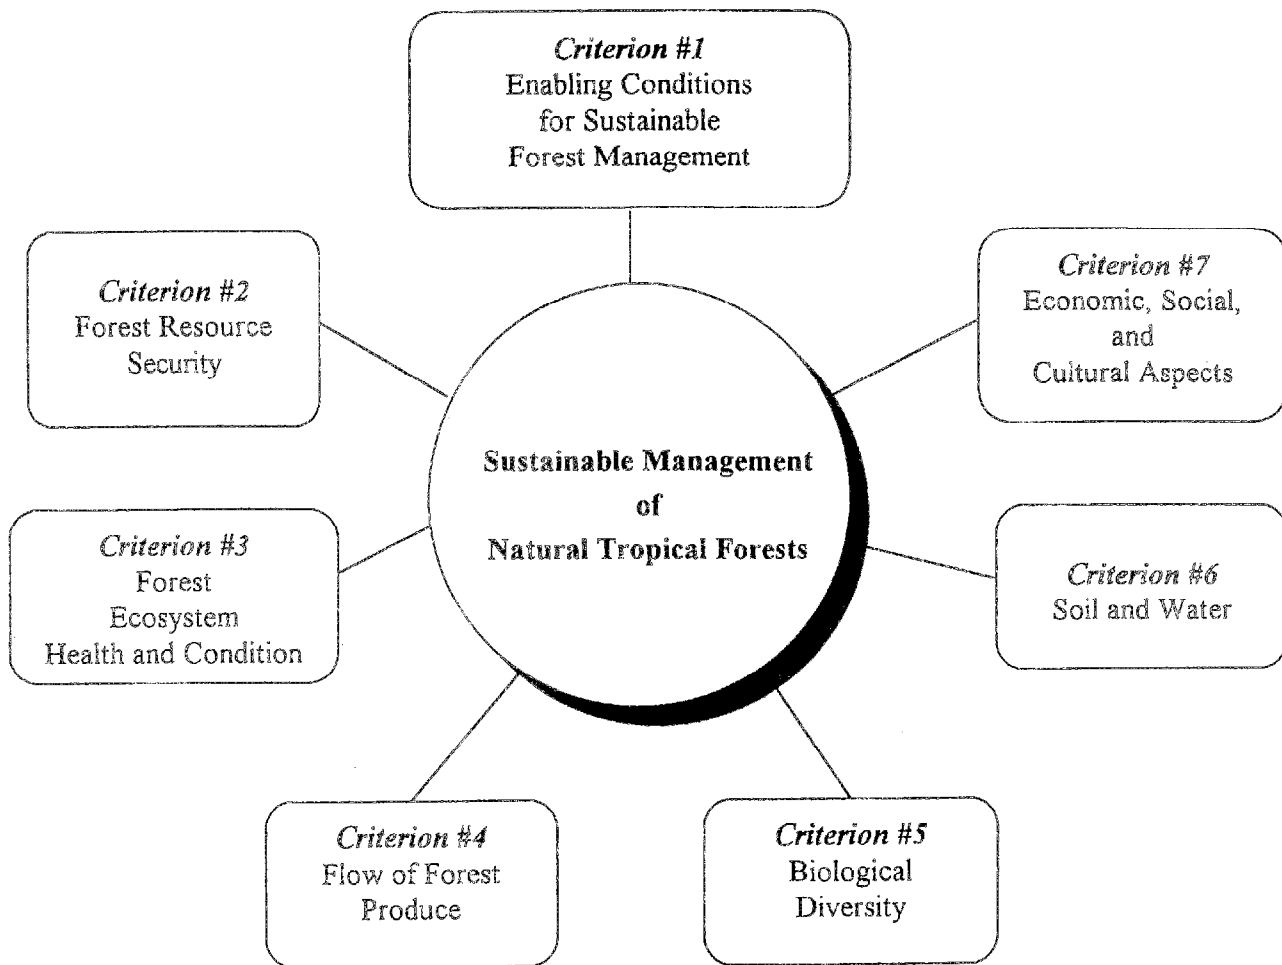 Criterion #1
Enabling Conditions
for Sustainable
Forest Management
Criterion #2
Forest Resource
Security
Criterion #7
Economic, Social,
and
Cultural Aspects
Sustainable Management
of
Natural Tropical Forests
Criterion #3
Forest
Ecosystem
Health and Condition
Criterion #6
Soil and Water
Criterion #4
Flow of Forest
Produce
Criterion #5
Biological
Diversity